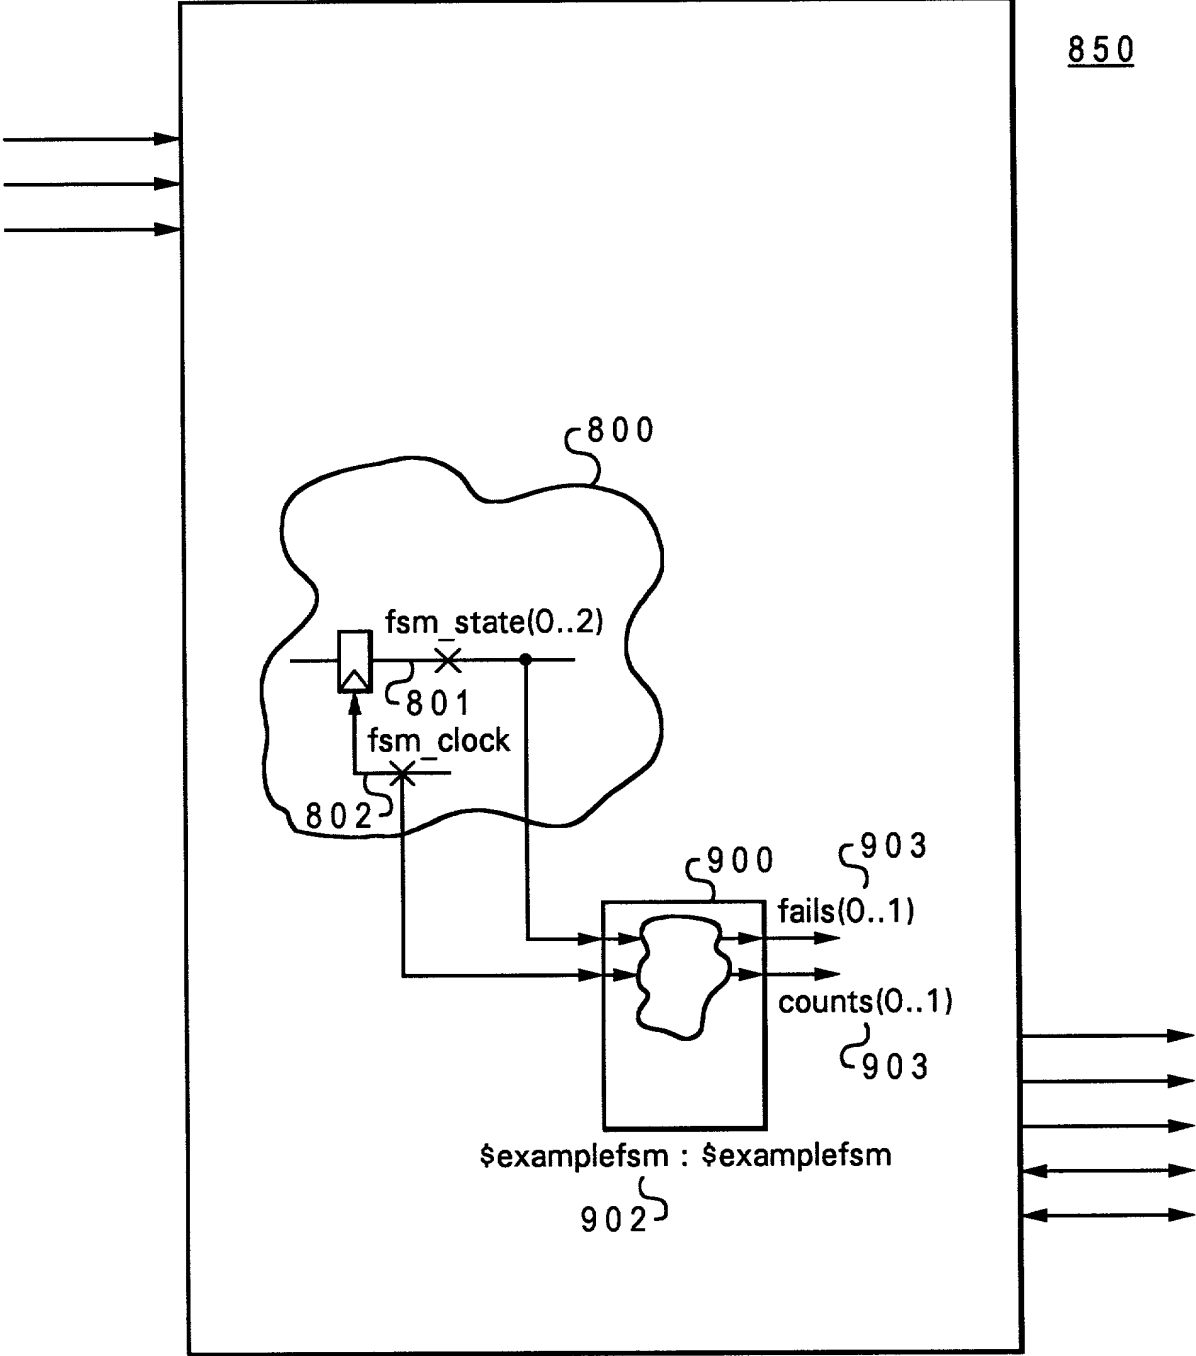 850
800
fsm_state(0..2)
801
fsm_clock
802
903
900
fails(0..1)
counts(0..1)
903
$examplefsm : $examplefsm
902